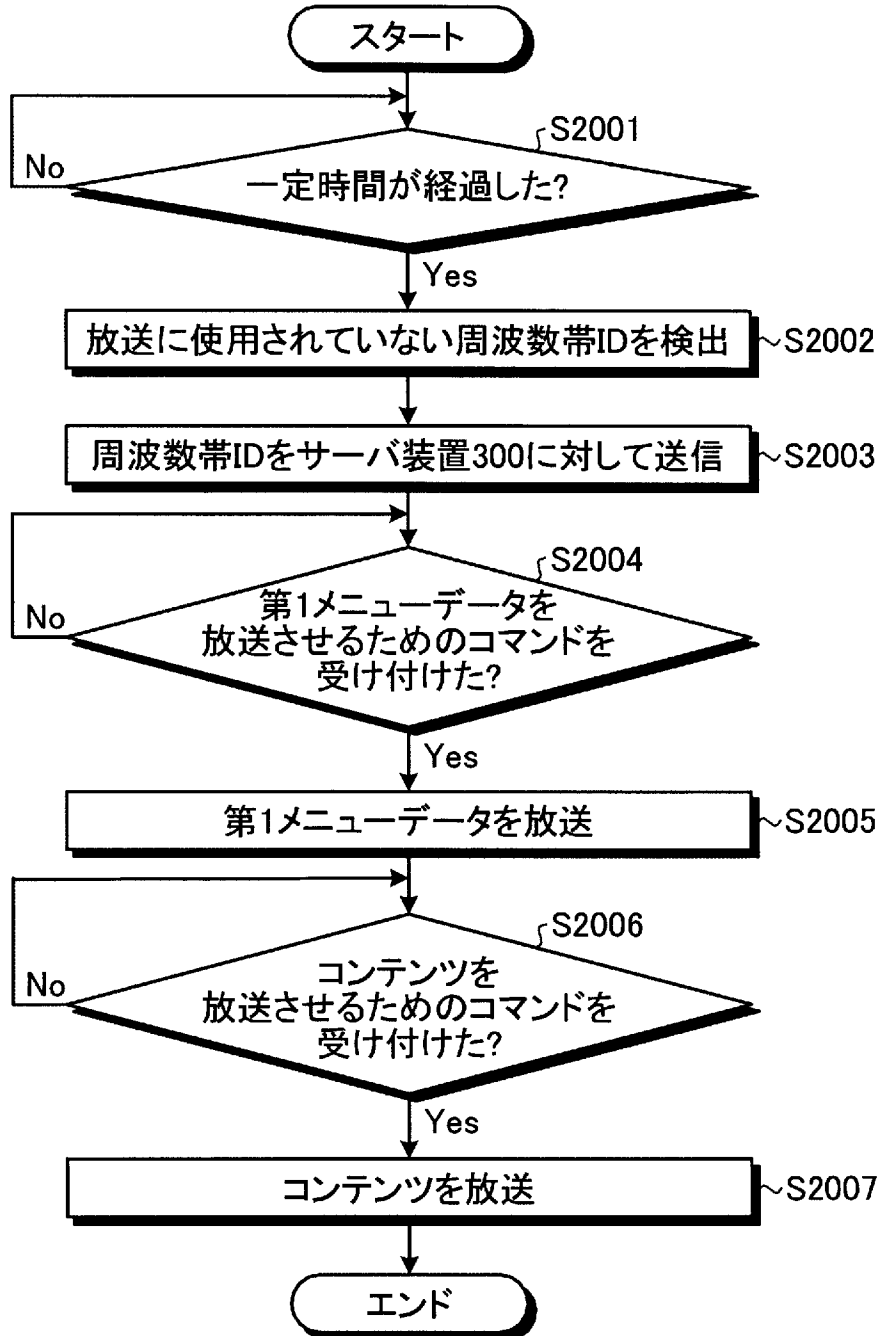 スタート
S2001
No
一定時間が経過した?
Yes
放送に使用されていない周波数帯IDを検出
S2002
周波数帯IDをサーバ装置300に対して送信
S2003
S2004
No
第1メニューデータを
放送させるためのコマンドを
受け付けた?
Yes
第1メニューデータを放送
S2005
S2006
No
コンテンツを
放送させるためのコマンドを
受け付けた?
Yes
コンテンツを放送
S2007
エンド